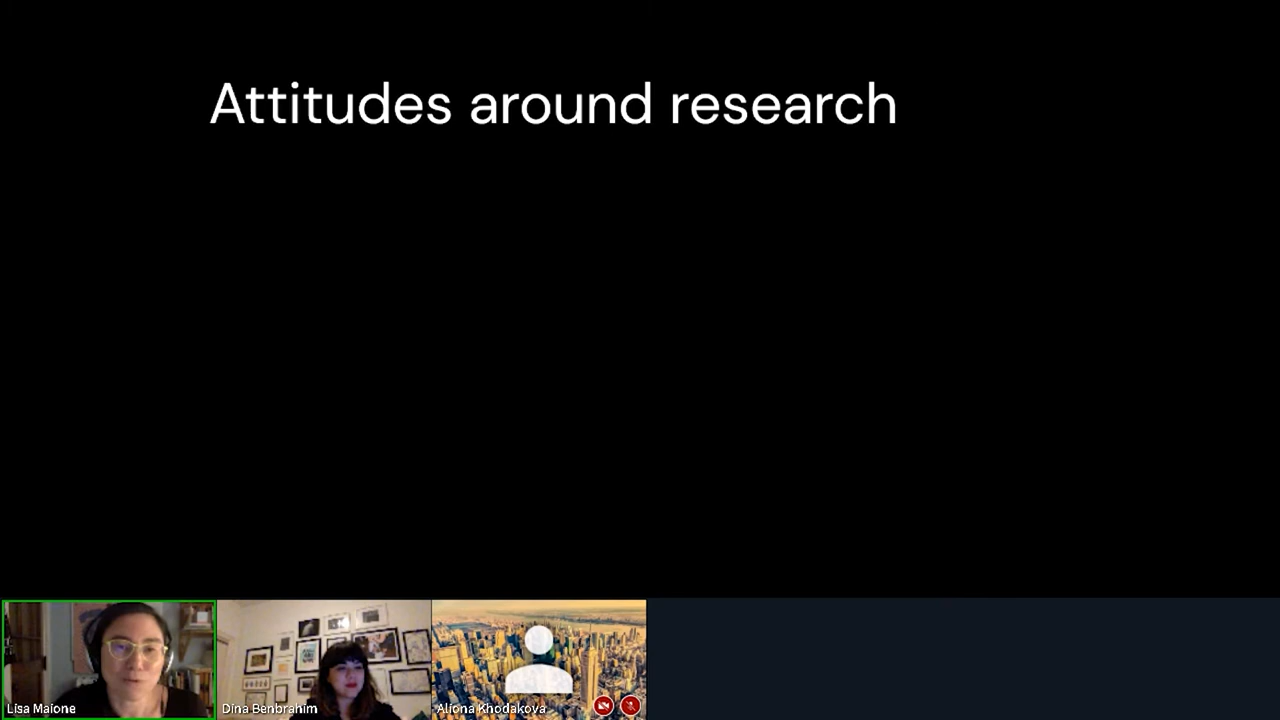 Attitudes around research
Lisa Maione
Dina Benbrahim
Aliona Khodakova